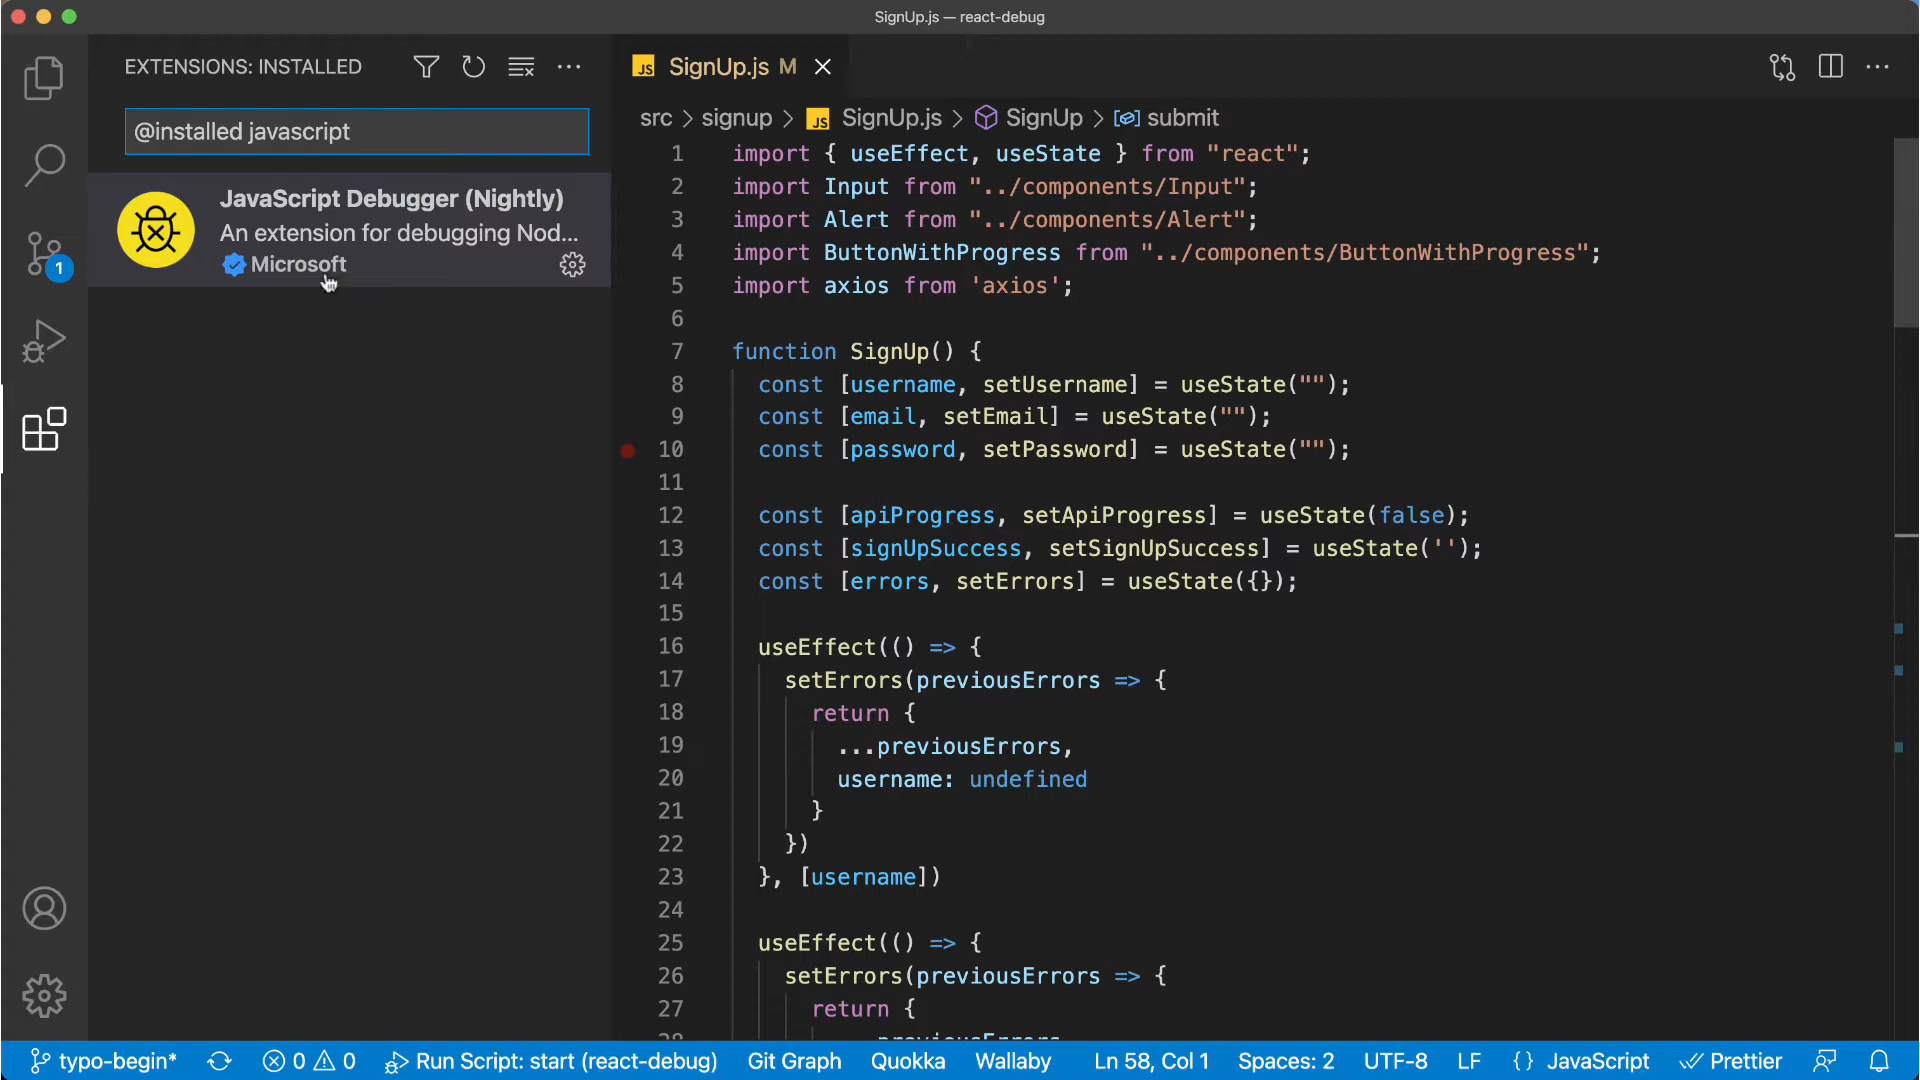 SignUp.js — react-debug
EXTENSIONS: INSTALLED
@installed javascript
JavaScript Debugger (Nightly)
An extension for debugging Nod...
Microsoft
1
JS SignUp.js M
src > signup > JS SignUp.js > SignUp > submit
1 import { useEffect, useState } from "react";
2 import Input from "../components/Input";
3 import Alert from "../components/Alert";
4 import ButtonWithProgress from "../components/ButtonWithProgress";
5 import axios from 'axios';
6
7 function SignUp() {
8 const [username, setUsername] = useState("");
9 const [email, setEmail] = useState("");
10 const [password, setPassword] = useState("");
11
12 const [apiProgress, setApiProgress] = useState(false);
13 const [signUpSuccess, setSignUpSuccess] = useState('');
14 const [errors, setErrors] = useState({});
15
16 useEffect(() => {
17 setErrors(previousErrors => {
18 return {
19 ...previousErrors,
20 username: undefined
21 }
22 })
23 }, [username])
24
25 useEffect(() => {
26 setErrors(previousErrors => {
27 return {
typo-begin* 0 0 Run Script: start (react-debug) Git Graph Quokka Wallaby Ln 58, Col 1 Spaces: 2 UTF-8 LF {} JavaScript Prettier